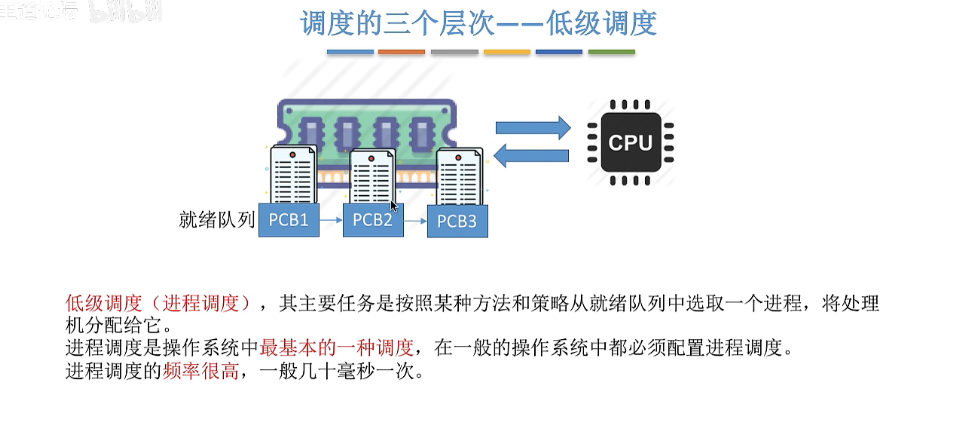 bilibili
调度的三个层次——低级调度
CPU
就绪队列 PCB1 PCB2 PCB3
低级调度（进程调度），其主要任务是按照某种方法和策略从就绪队列中选取一个进程，将处理
机分配给它。
进程调度是操作系统中最基本的一种调度，在一般的操作系统中都必须配置进程调度。
进程调度的频率很高，一般几十毫秒一次。